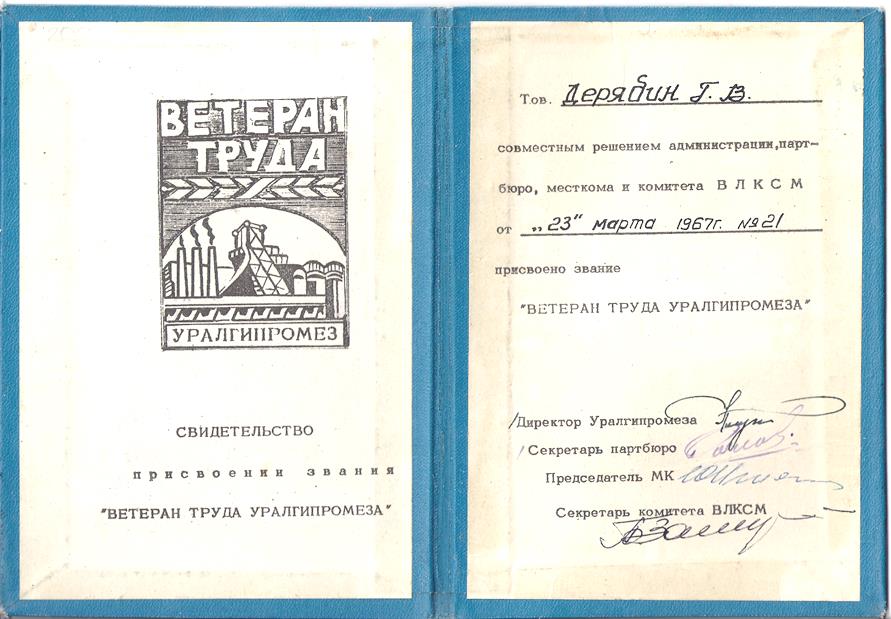 ВЕТЕРАН
ТРУДА
УРАЛГИПРОМЕЗ
СВИДЕТЕЛЬСТВО
присвоении звания
"ВЕТЕРАН ТРУДА УРАЛГИПРОМЕЗА"
Тов. Дерябин Г.В.
совместным решением администрации,парт-
бюро, месткома и комитета ВЛКСМ
от „23“ марта 1967г. №21
присвоено звание
"ВЕТЕРАН ТРУДА УРАЛГИПРОМЕЗА"
/Директор Уралгипромеза
Секретарь партбюро
Председатель МК
Секретарь комитета ВЛКСМ